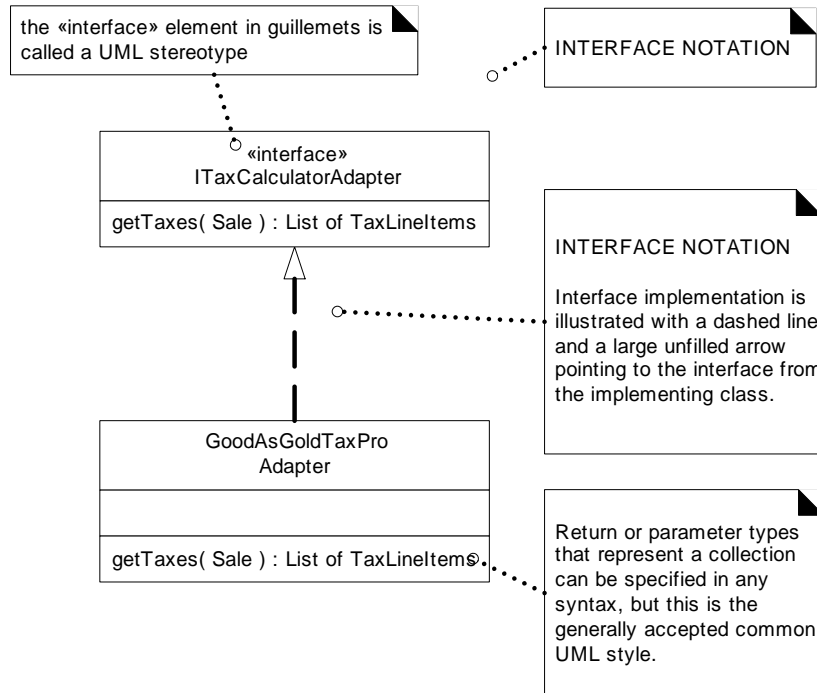 the «interface» element in guillemets is
called a UML stereotype
INTERFACE NOTATION
«interface»
ITaxCalculatorAdapter
getTaxes( Sale ) : List of TaxLineItems
INTERFACE NOTATION
Interface implementation is
illustrated with a dashed line
and a large unfilled arrow
pointing to the interface from
the implementing class.
GoodAsGoldTaxPro
Adapter
getTaxes( Sale ) : List of TaxLineItems
Return or parameter types
that represent a collection
can be specified in any
syntax, but this is the
generally accepted common
UML style.